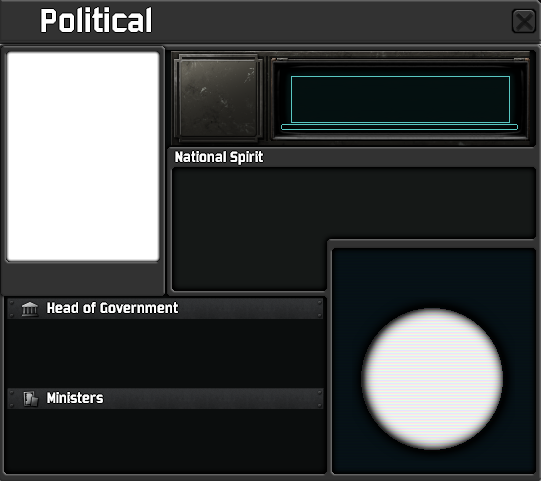 Political
National Spirit
Head of Government
Ministers